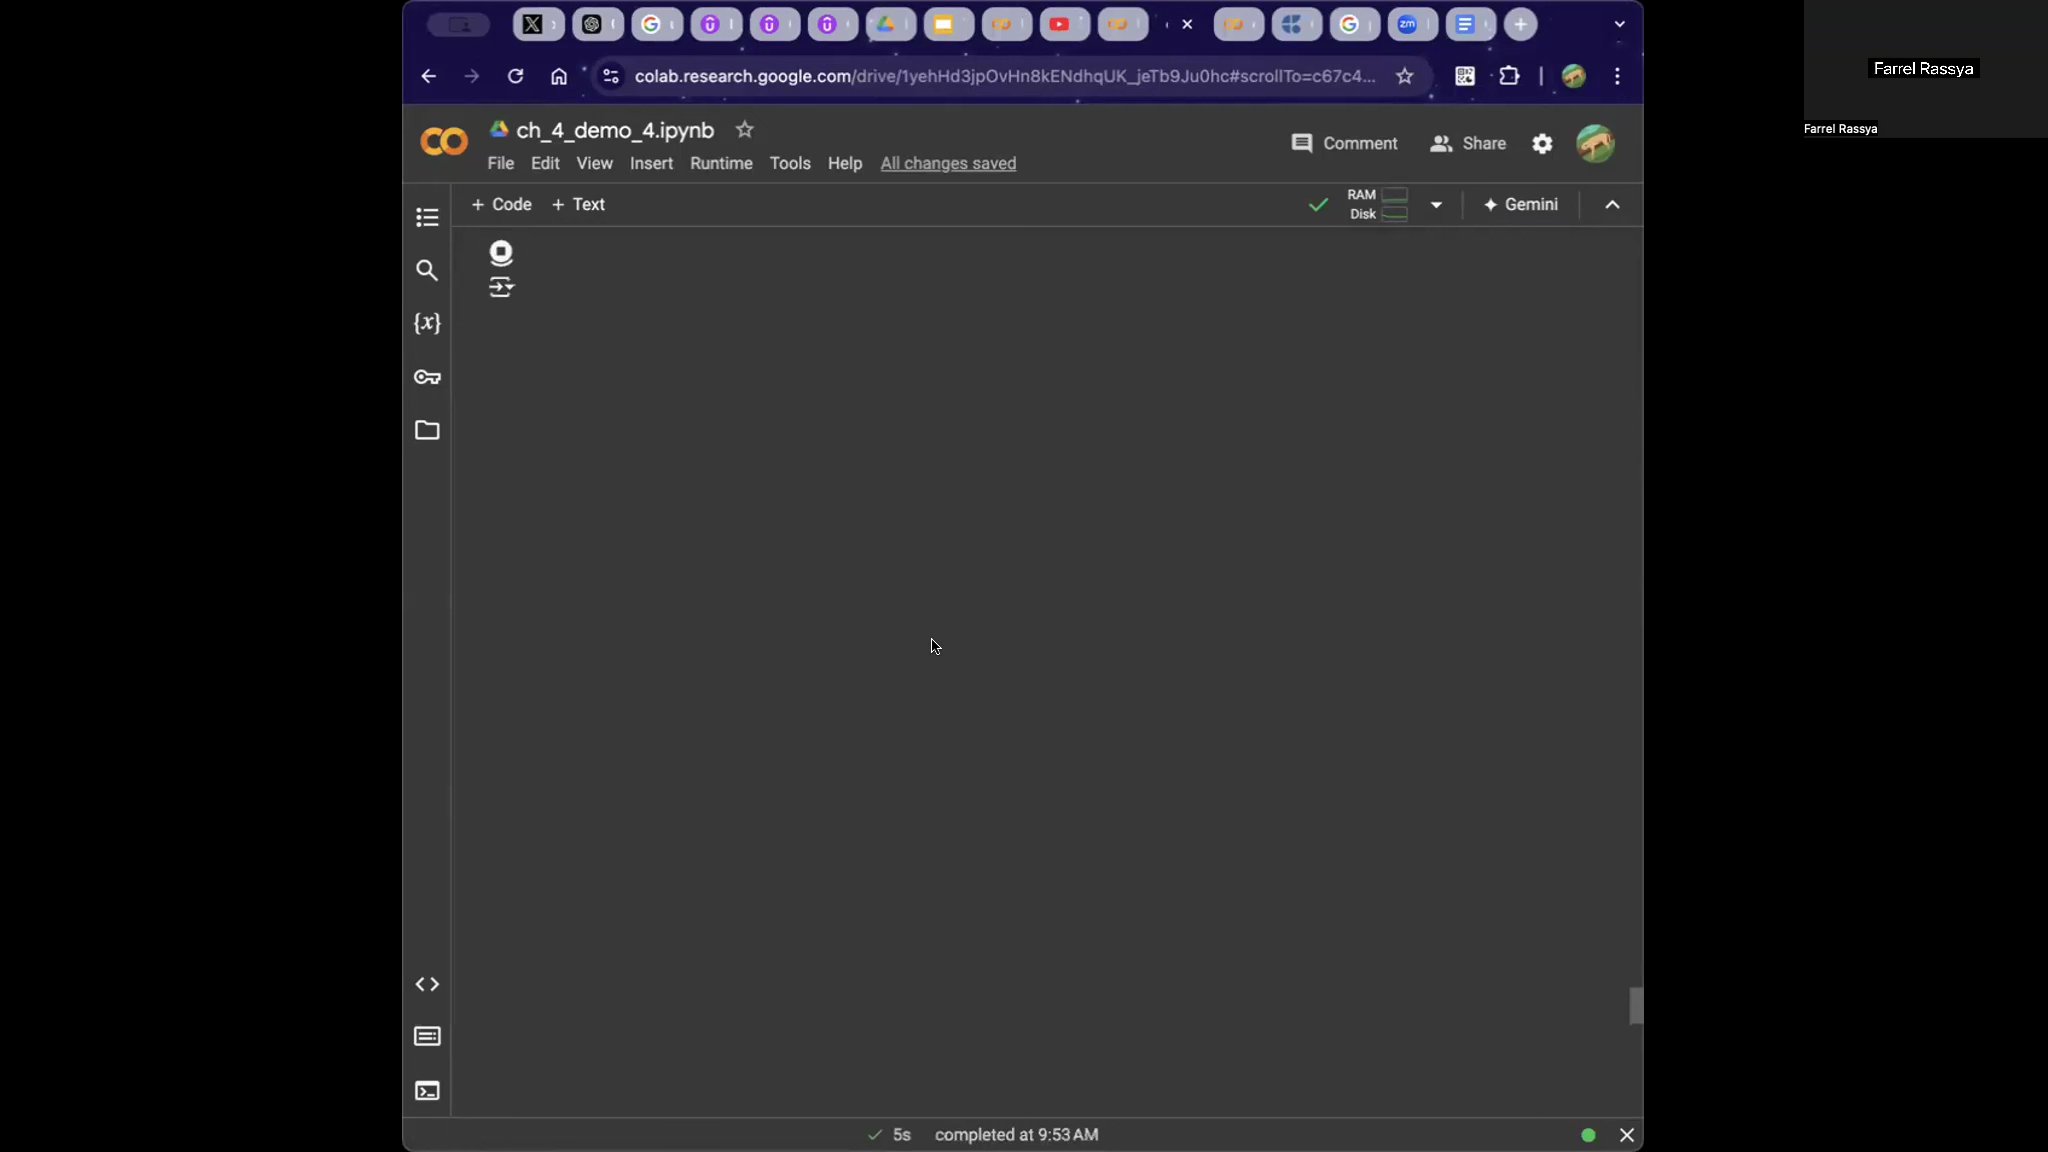 colab.research.google.com/drive/1yehHd3jpOvHn8kENdhqUK_jeTb9Ju0hc#scrollTo=c67c4...
Farrel Rassya
Farrel Rassya
ch_4_demo_4.ipynb
Comment
Share
File Edit View Insert Runtime Tools Help All changes saved
+ Code + Text
RAM
Disk
Gemini
{x}
zm
5s completed at 9:53 AM